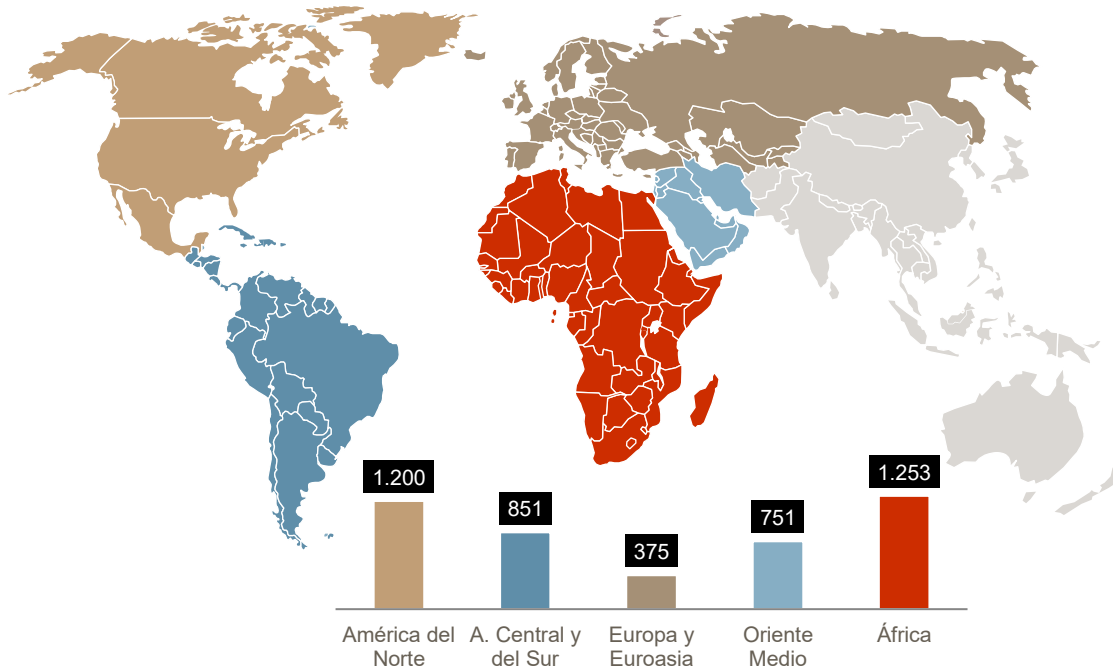 1.200
851
375
751
1.253
América del
Norte
A. Central y
del Sur
Europa y
Euroasia
Oriente
Medio
África